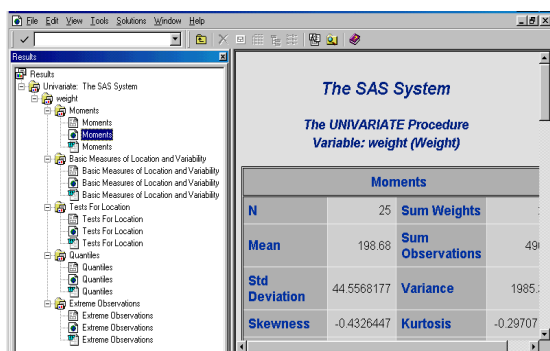 File Edit View Tools Solutions Window Help
Results
Results
Univariate: The SAS System
weight
Moments
Moments
Moments
Moments
Basic Measures of Location and Variability
Basic Measures of Location and Variability
Basic Measures of Location and Variability
Basic Measures of Location and Variability
Tests For Location
Tests For Location
Tests For Location
Tests For Location
Quantiles
Quantiles
Quantiles
Quantiles
Extreme Observations
Extreme Observations
Extreme Observations
Extreme Observations
The SAS System
The UNIVARIATE Procedure
Variable: weight (Weight)
Moments
N 25 Sum Weights
Mean 198.68 Sum Observations 49
Std Deviation 44.5568177 Variance 1985.
Skewness -0.4326447 Kurtosis -0.29707